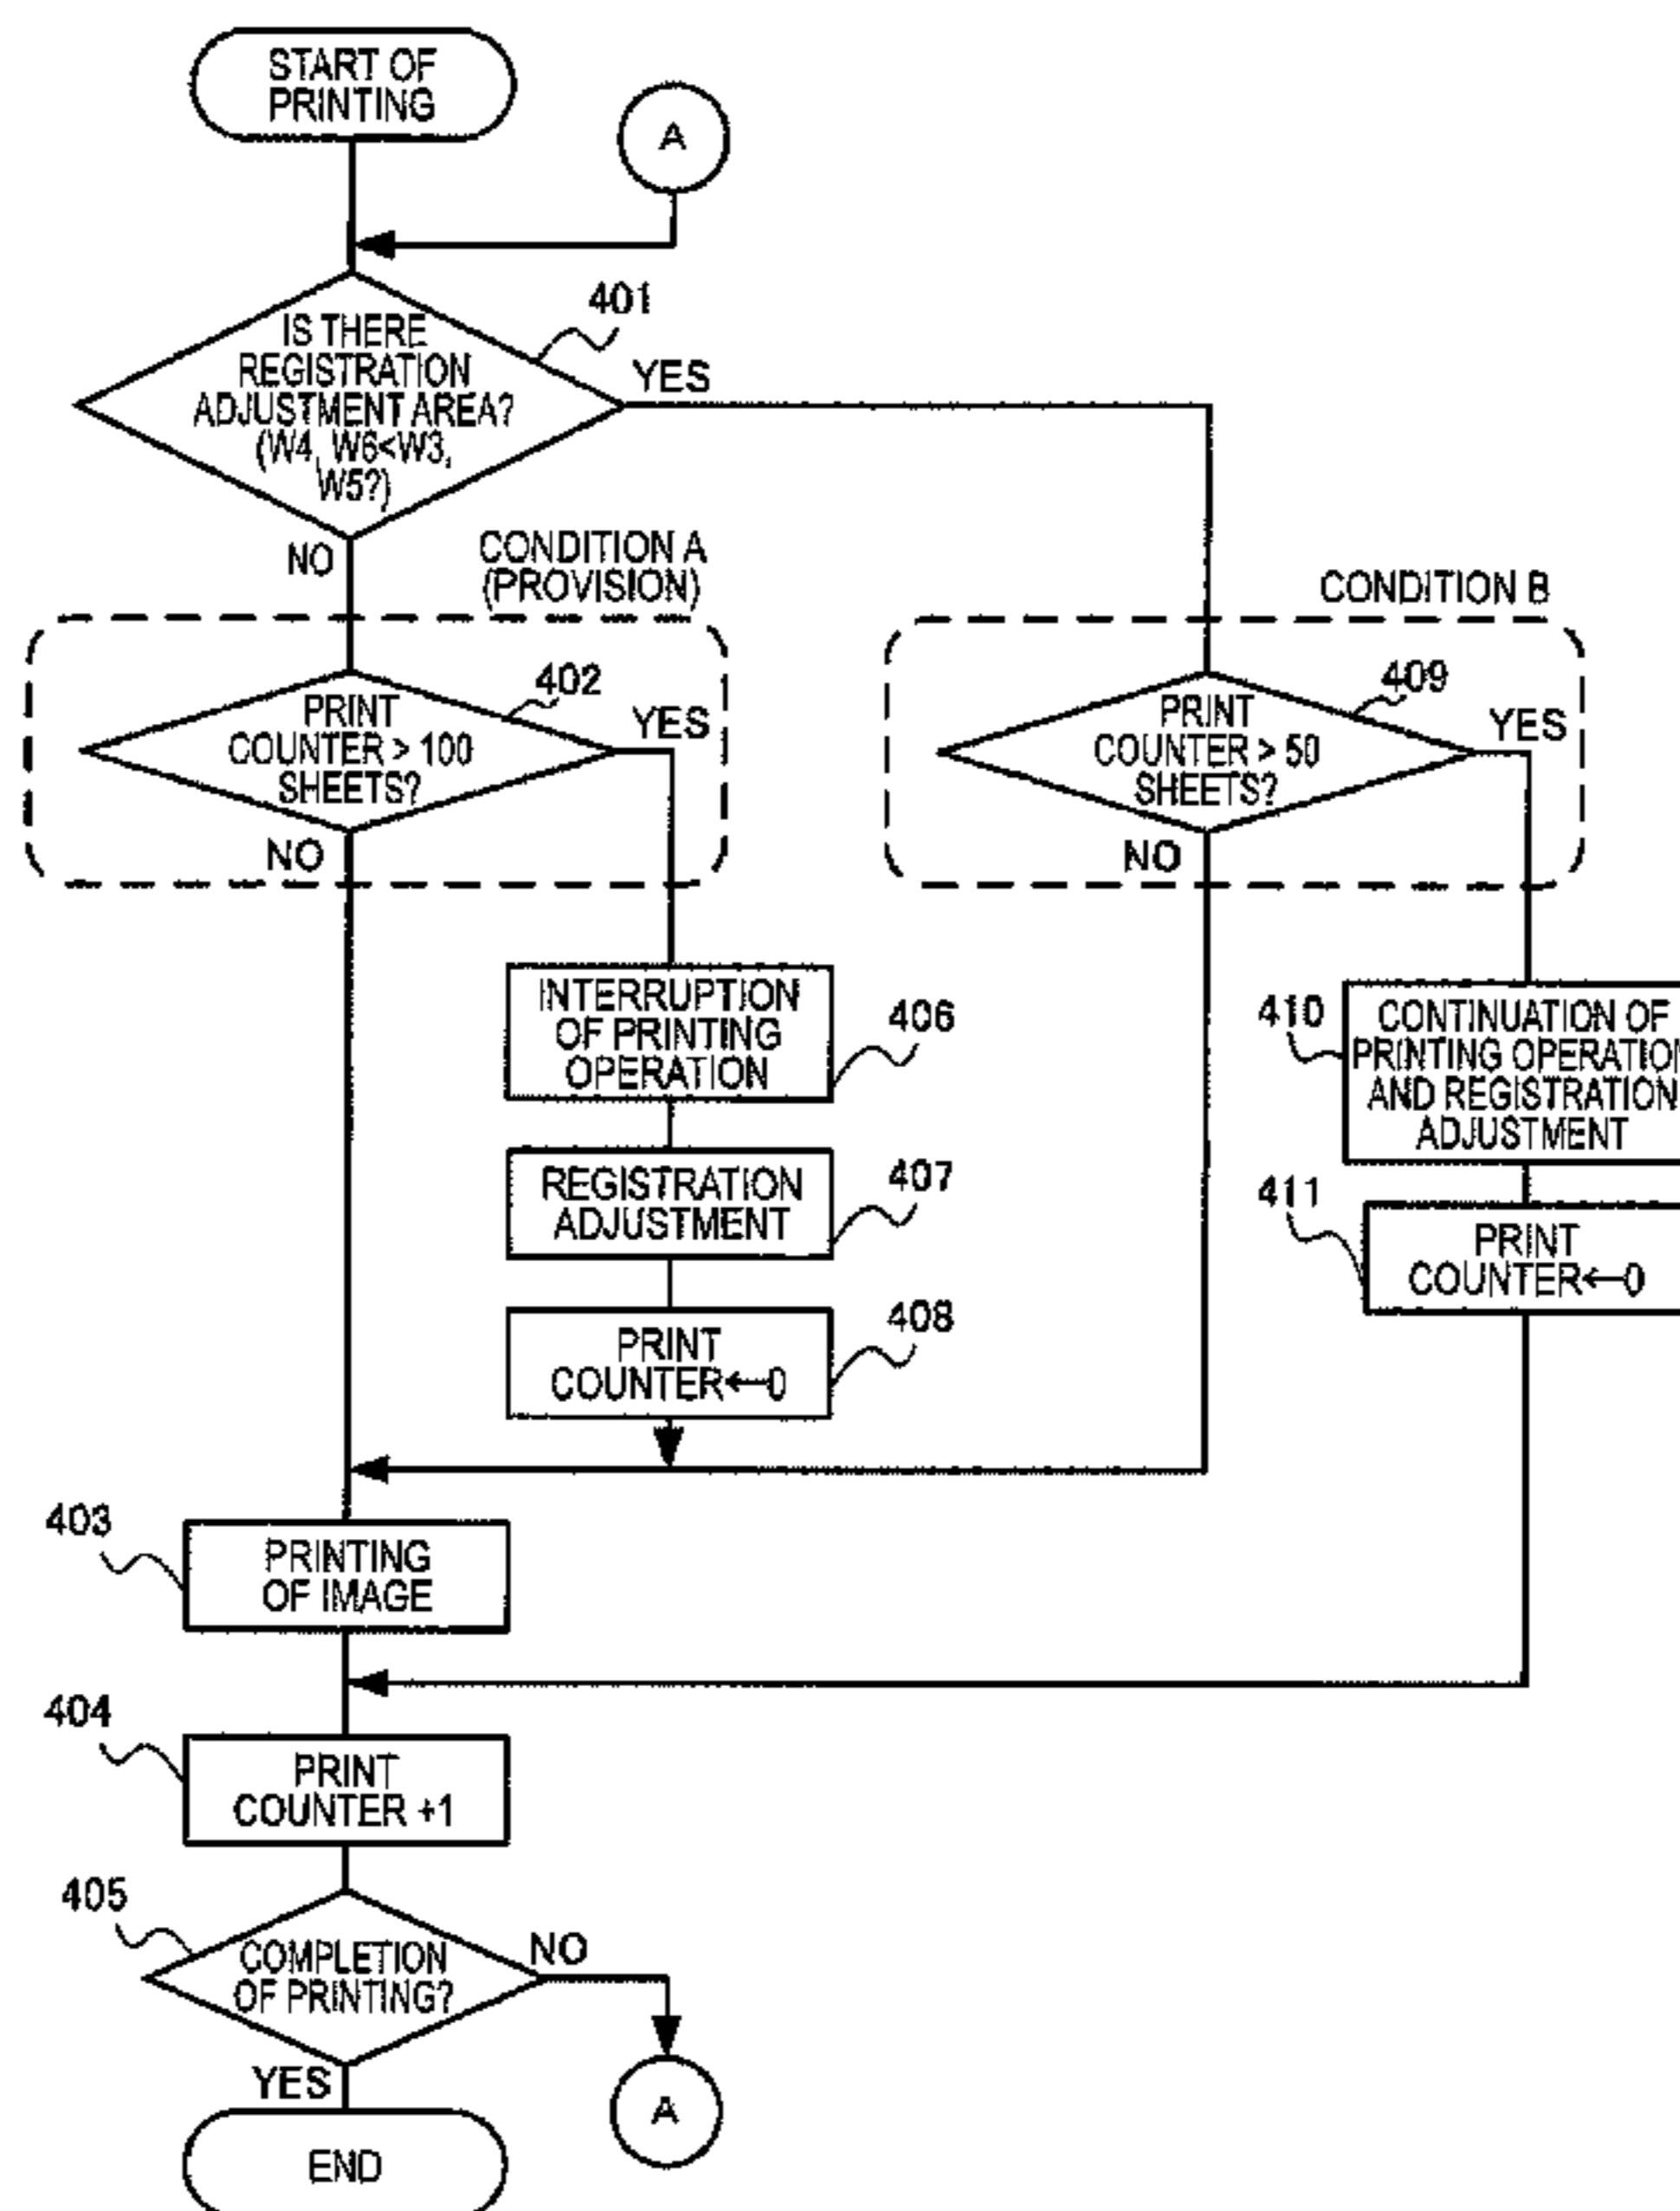 START OF
PRINTING
A
401
IS THERE
REGISTRATION
ADJUSTMENT AREA?
(W4, W6<W3,
W5?)
YES
NO
CONDITION A
(PROVISION)
CONDITION B
402
PRINT
COUNTER > 100
SHEETS?
YES
NO
409
PRINT
COUNTER > 50
SHEETS?
YES
NO
INTERRUPTION
OF PRINTING
OPERATION
406
410
CONTINUATION OF
PRINTING OPERATION
AND REGISTRATION
ADJUSTMENT
REGISTRATION
ADJUSTMENT
407
411
PRINT
COUNTER←0
PRINT
COUNTER←0
408
403
PRINTING
OF IMAGE
404
PRINT
COUNTER +1
405
COMPLETION
OF PRINTING?
NO
YES
A
END